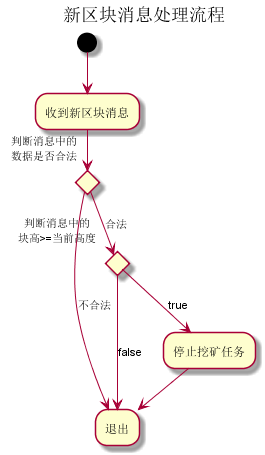 新区块消息处理流程
收到新区块消息
判断消息中的
数据是否合法
判断消息中的
块高>=当前高度
合法
不合法
true
false
停止挖矿任务
退出